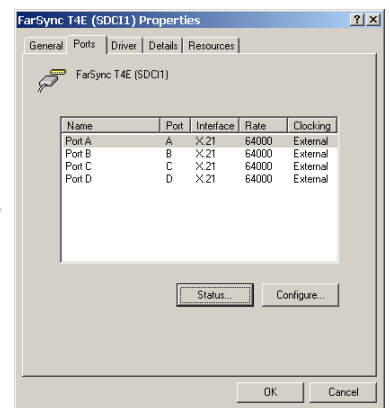 FarSync T4E (SDCI1) Properties
General Ports Driver Details Resources
FarSync T4E (SDCI1)
Name Port Interface Rate Clocking
Port A A X.21 64000 External
Port B B X.21 64000 External
Port C C X.21 64000 External
Port D D X.21 64000 External
Status... Configure...
OK Cancel